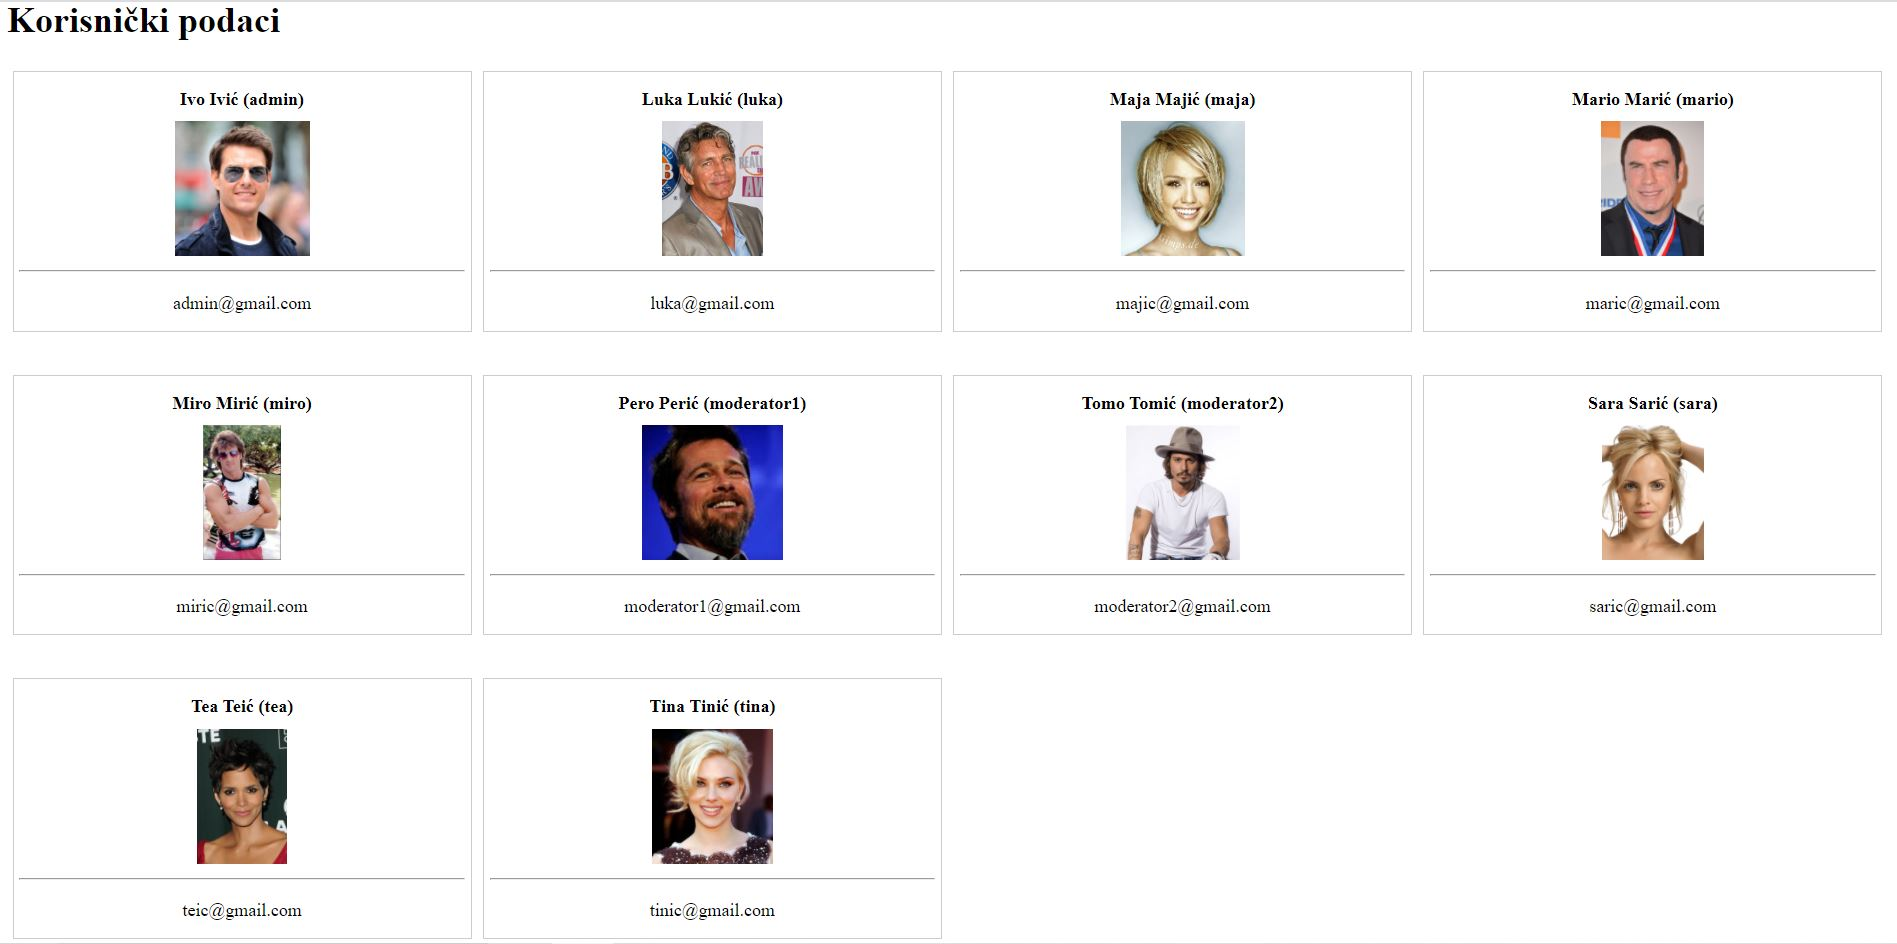 Korisnički podaci
Ivo Ivić (admin)
admin@gmail.com
Luka Lukić (luka)
luka@gmail.com
Maja Majić (maja)
majic@gmail.com
Mario Marić (mario)
maric@gmail.com
Miro Mirić (miro)
miric@gmail.com
Pero Perić (moderator1)
moderator1@gmail.com
Tomo Tomić (moderator2)
moderator2@gmail.com
Sara Sarić (sara)
saric@gmail.com
Tea Teić (tea)
teic@gmail.com
Tina Tinić (tina)
tinic@gmail.com